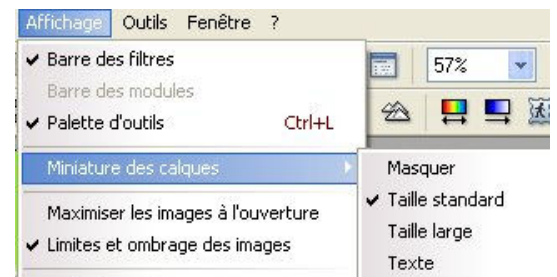 Affichage Outils Fenêtre ?
Barre des filtres
57%
Barre des modules
Palette d'outils Ctrl+L
Miniature des calques
Masquer
Maximiser les images à l'ouverture
Taille standard
Limites et ombrage des images
Taille large
Texte